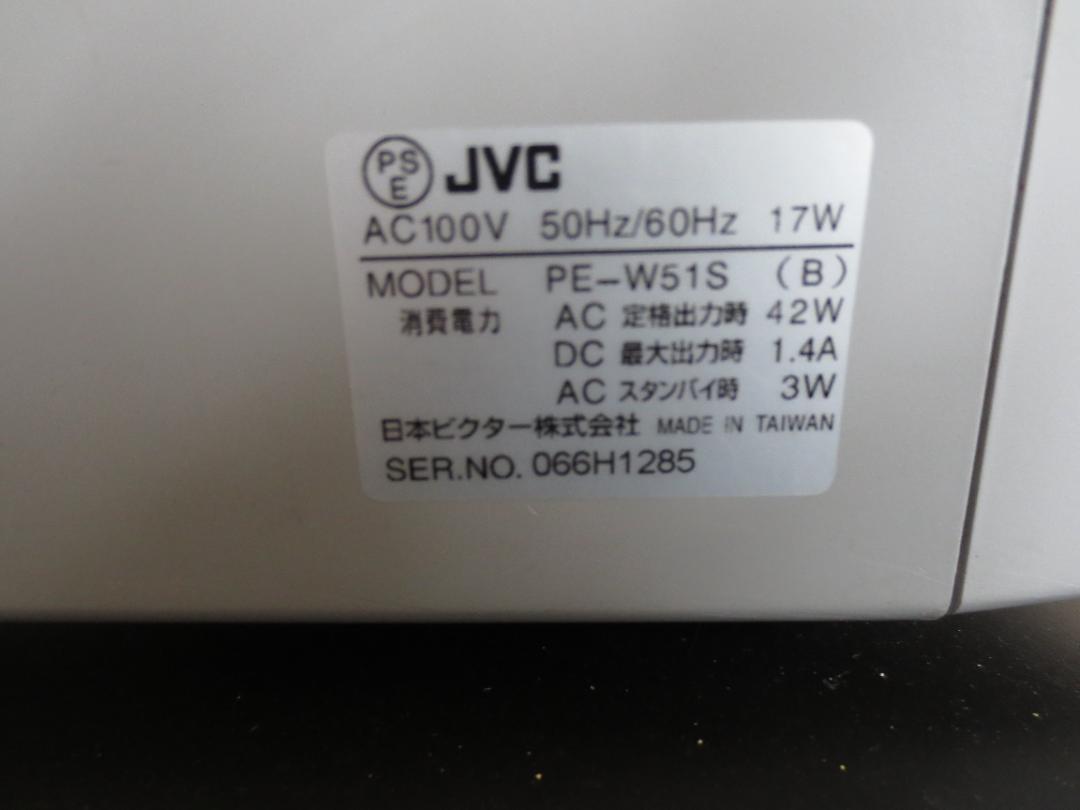 PSE JVC
AC100V 50Hz/60Hz 17W
MODEL PE-W51S (B)
消費電力 AC 定格出力時 42W
DC 最大出力時 1.4A
AC スタンバイ時 3W
日本ビクター株式会社 MADE IN TAIWAN
SER.NO. 066H1285